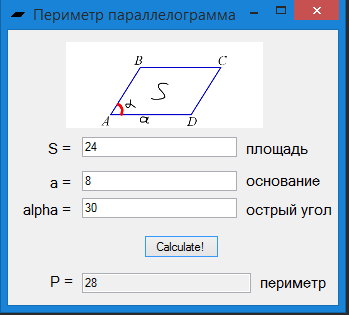 Периметр параллелограмма
B C
S
α
A a D
S = 24 площадь
a = 8 основание
alpha = 30 острый угол
Calculate!
P = 28 периметр